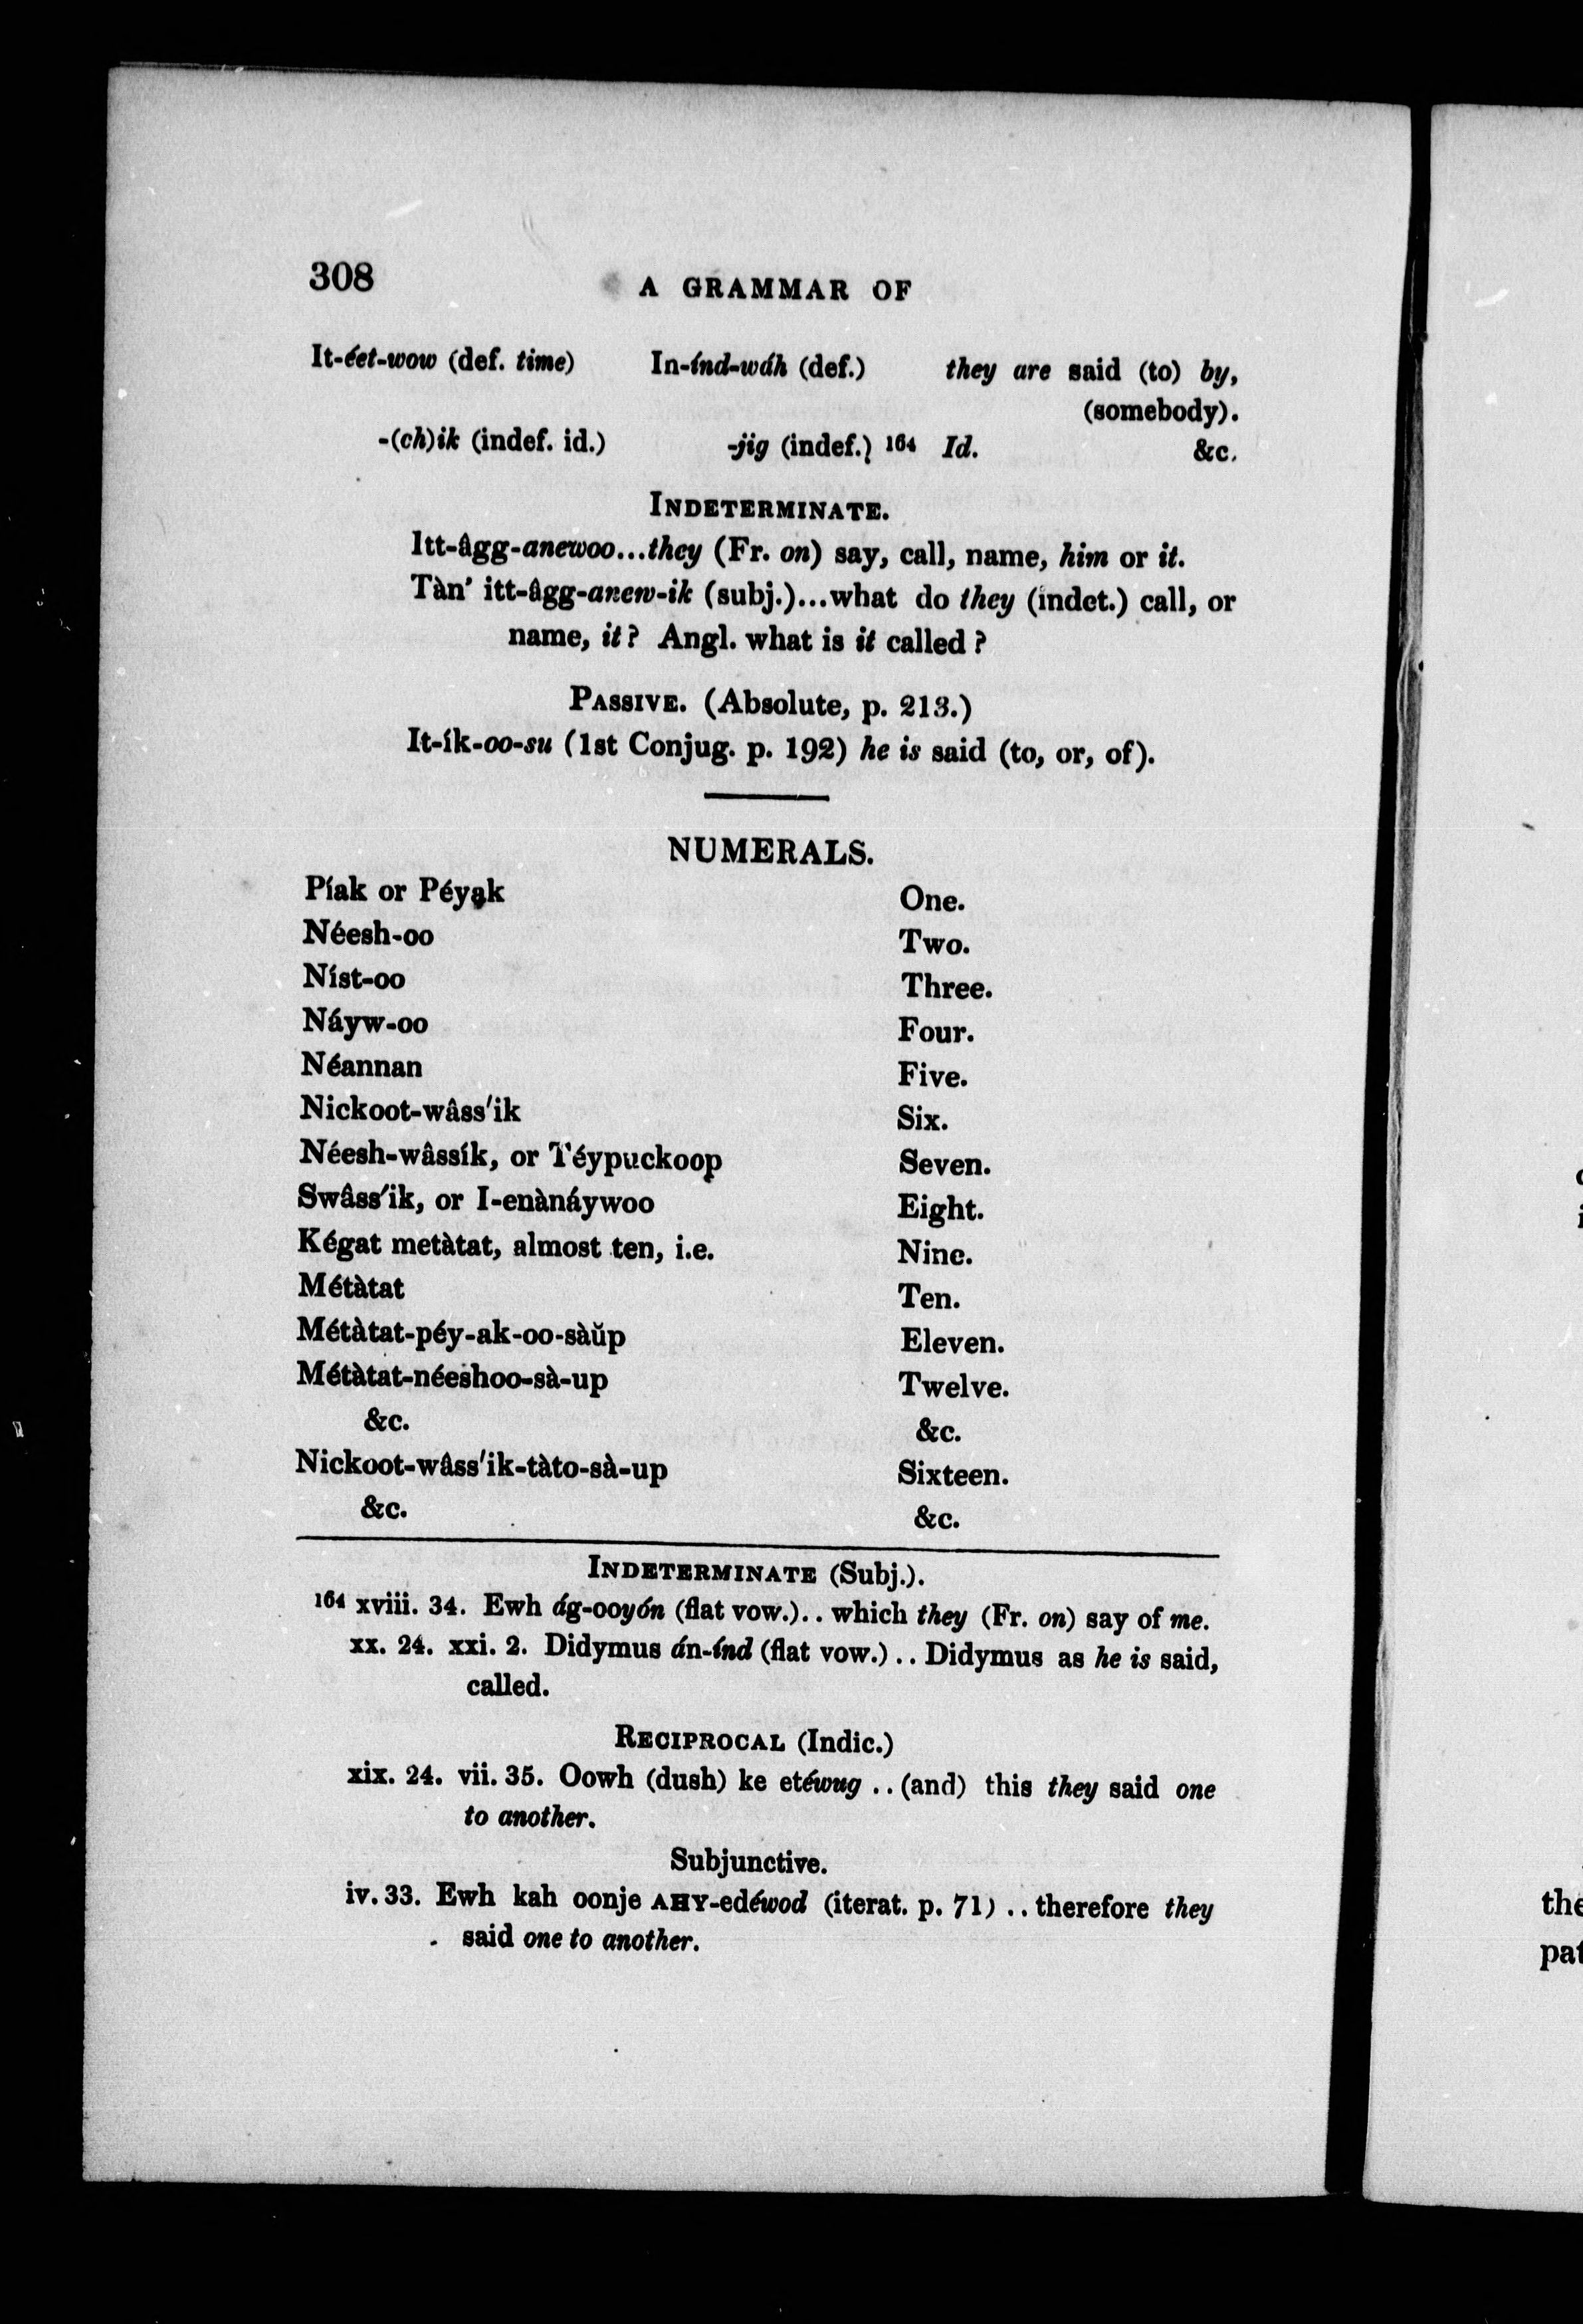 308 A GRAMMAR OF
It-éet-wow (def. time) In-índ-wáh (def.) they are said (to) by,
(somebody).
-(ch)ik (indef. id.) -jig (indef.) 164 Id. &c.
INDETERMINATE.
Itt-âgg-anewoo...they (Fr. on) say, call, name, him or it.
Tàn' itt-âgg-anew-ik (subj.)...what do they (indet.) call, or
name, it? Angl. what is it called?
PASSIVE. (Absolute, p. 213.)
It-ík-oo-su (1st Conjug. p. 192) he is said (to, or, of).
NUMERALS.
Píak or Péyak One.
Néesh-oo Two.
Níst-oo Three.
Náyw-oo Four.
Néannan Five.
Nickoot-wâss'ik Six.
Néesh-wâssík, or Téypuckoop Seven.
Swâss'ik, or I-enànáywoo Eight.
Kégat metàtat, almost ten, i.e. Nine.
Métàtat Ten.
Métàtat-péy-ak-oo-sàŭp Eleven.
Métàtat-néeshoo-sà-up Twelve.
&c. &c.
Nickoot-wâss'ik-tàto-sà-up Sixteen.
&c. &c.
INDETERMINATE (Subj.).
164 xviii. 34. Ewh ág-ooyón (flat vow.).. which they (Fr. on) say of me.
xx. 24. xxi. 2. Didymus án-índ (flat vow.) .. Didymus as he is said,
called.
RECIPROCAL (Indic.)
xix. 24. vii. 35. Oowh (dush) ke etéwug .. (and) this they said one
to another.
Subjunctive.
iv. 33. Ewh kah oonje AHY-edéwod (iterat. p. 71) .. therefore they
said one to another.
the